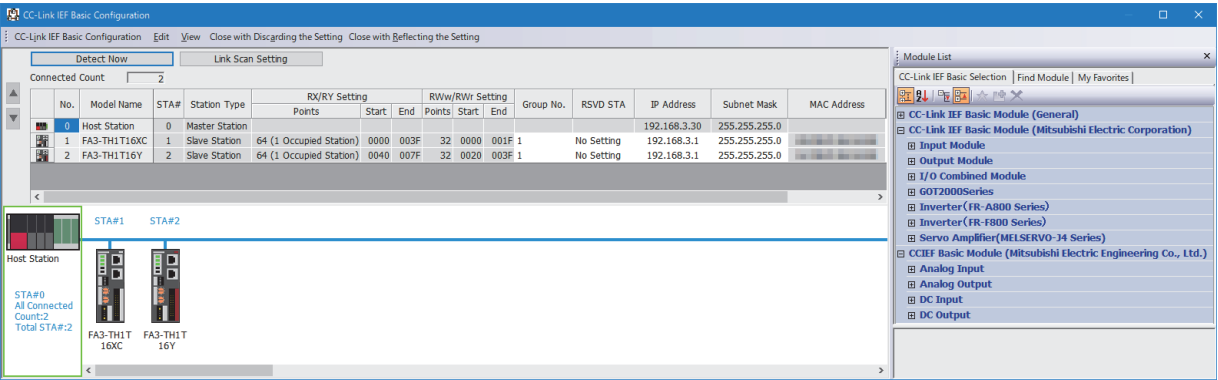 CC-Link IEF Basic Configuration
CC-Link IEF Basic Configuration Edit View Close with Discarding the Setting Close with Reflecting the Setting
Detect Now Link Scan Setting
Connected Count 2
No. Model Name STA# Station Type RX/RY Setting RWw/RWr Setting Group No. RSVD STA IP Address Subnet Mask MAC Address
Points Start End Points Start End
0 Host Station 0 Master Station 192.168.3.30 255.255.255.0
1 FA3-TH1T16XC 1 Slave Station 64 (1 Occupied Station) 0000 003F 32 0000 001F 1 No Setting 192.168.3.1 255.255.255.0
2 FA3-TH1T16Y 2 Slave Station 64 (1 Occupied Station) 0040 007F 32 0020 003F 1 No Setting 192.168.3.1 255.255.255.0
STA#1 STA#2
Host Station
STA#0
All Connected
Count:2
Total STA#:2
FA3-TH1T
16XC
FA3-TH1T
16Y
Module List
CC-Link IEF Basic Selection Find Module My Favorites
CC-Link IEF Basic Module (General)
CC-Link IEF Basic Module (Mitsubishi Electric Corporation)
Input Module
Output Module
I/O Combined Module
GOT2000Series
Inverter(FR-A800 Series)
Inverter(FR-F800 Series)
Servo Amplifier(MELSERVO-J4 Series)
CCIEF Basic Module (Mitsubishi Electric Engineering Co., Ltd.)
Analog Input
Analog Output
DC Input
DC Output